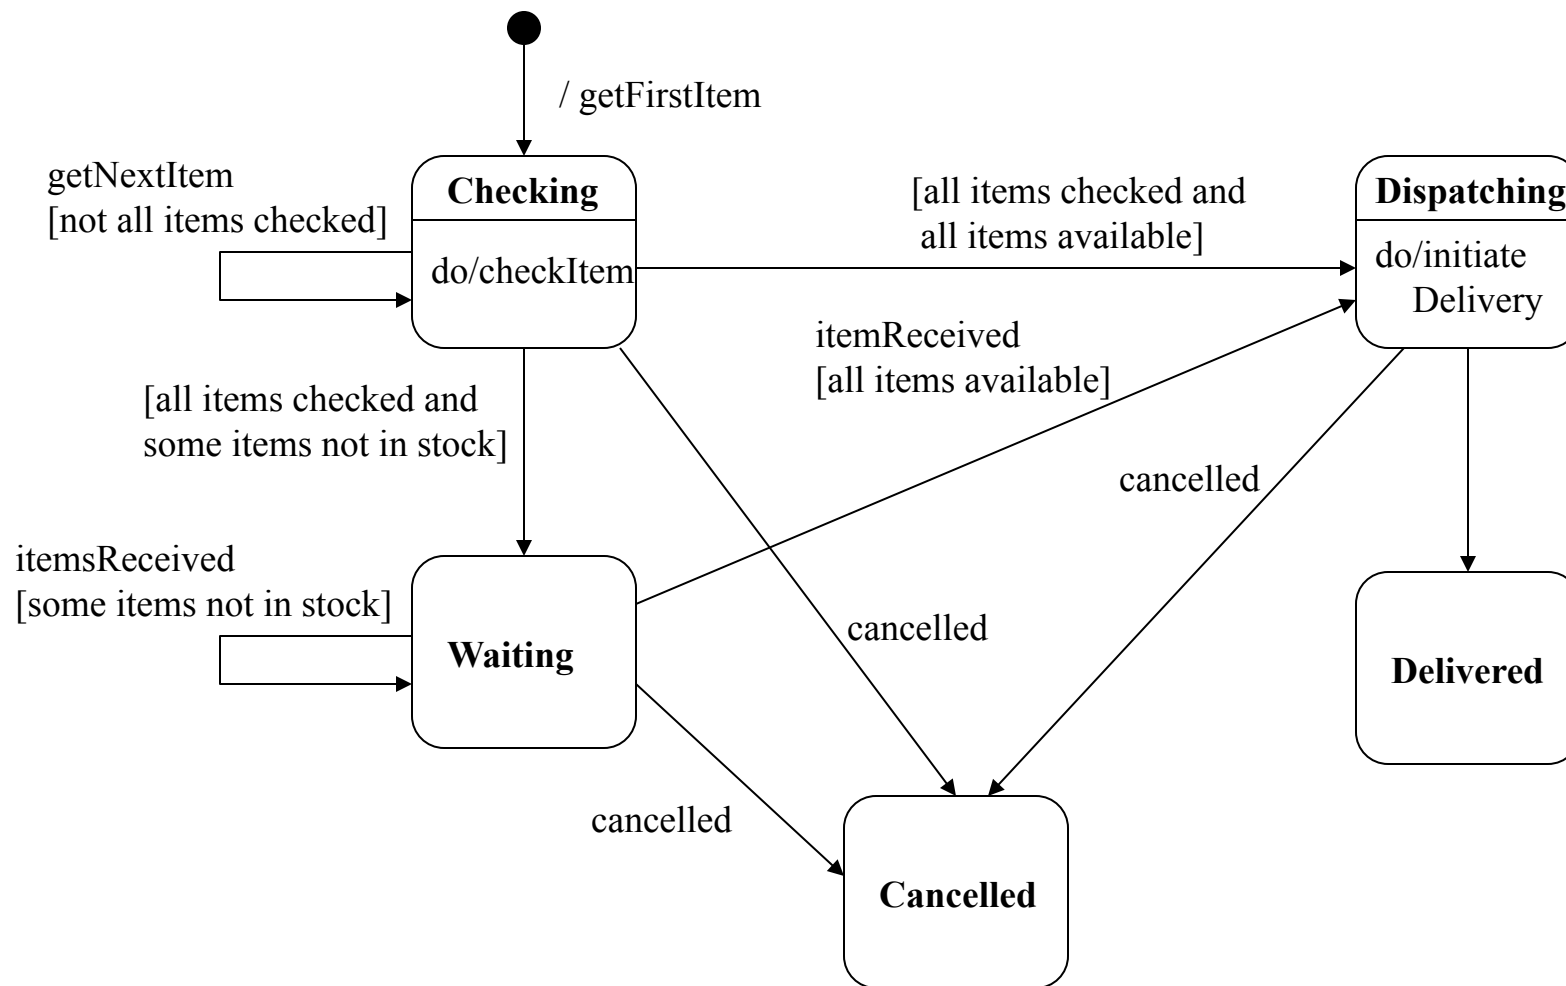 / getFirstItem
getNextItem
[not all items checked]
Checking
do/checkItem
[all items checked and
all items available]
Dispatching
do/initiate
Delivery
itemReceived
[all items available]
[all items checked and
some items not in stock]
cancelled
itemsReceived
[some items not in stock]
Waiting
cancelled
Delivered
cancelled
Cancelled